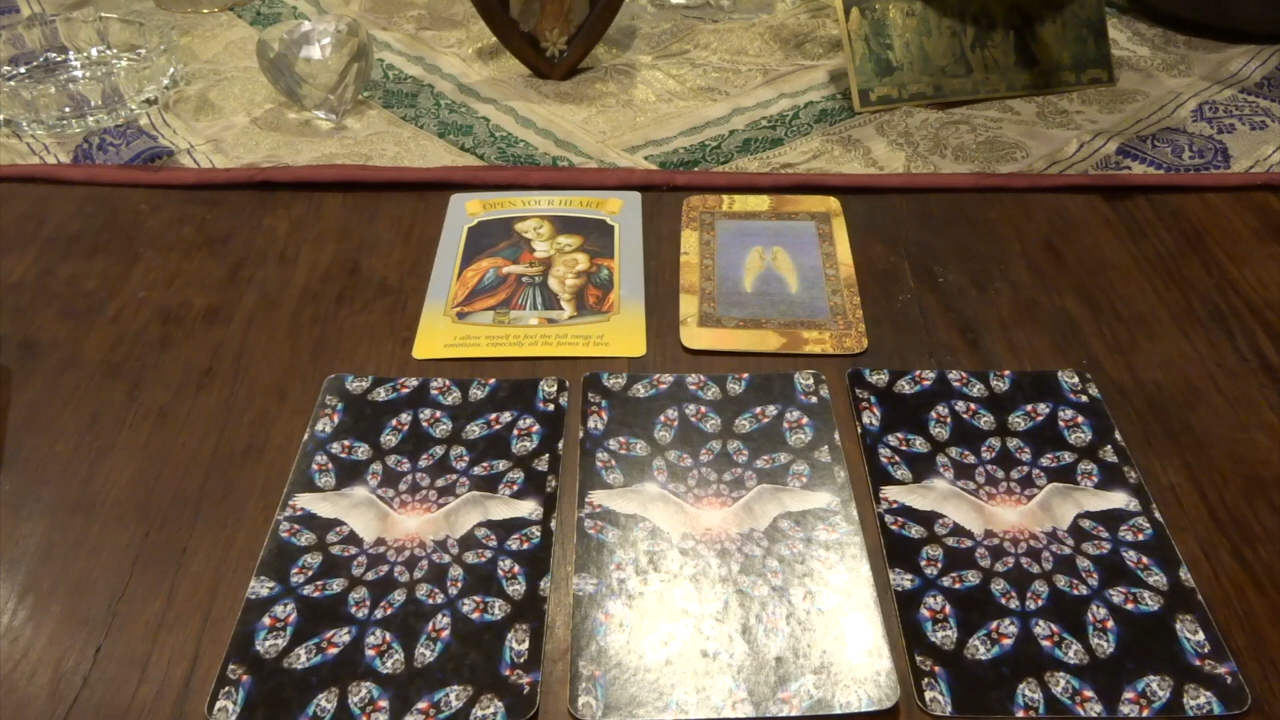 OPEN YOUR HEART
I allow myself to feel the full range of
emotions, especially all the forms of love.